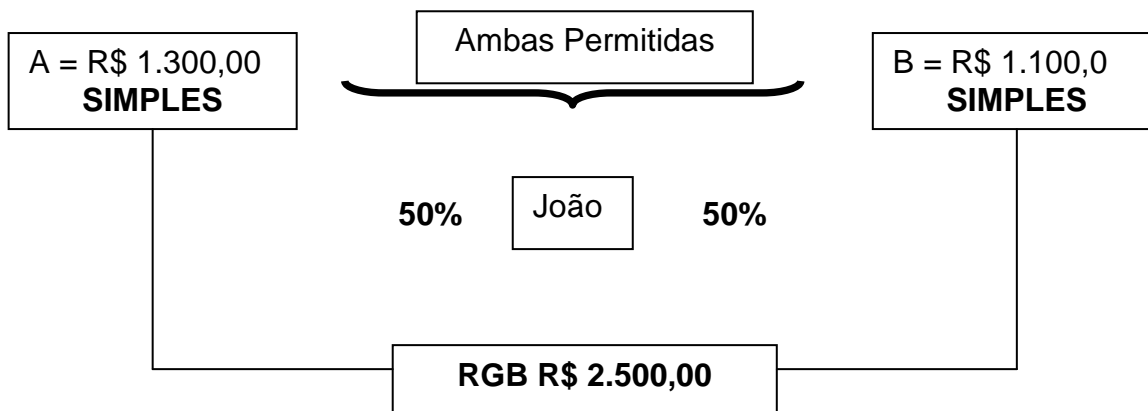 Ambas Permitidas
A = R$ 1.300,00
SIMPLES
B = R$ 1.100,0
SIMPLES
50%
João
50%
RGB R$ 2.500,00